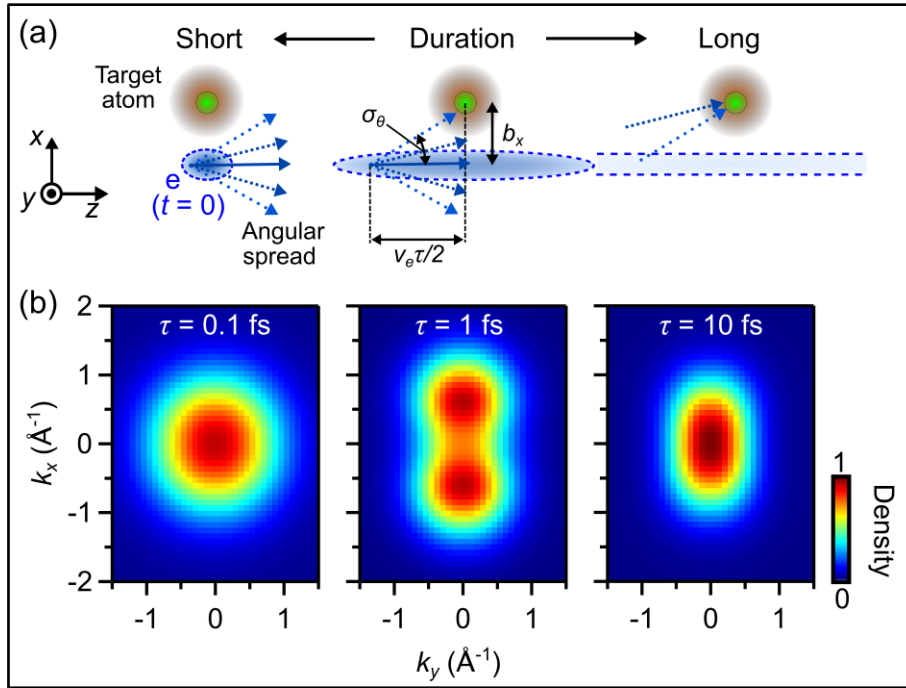 (a)
Short Duration Long
Target
atom
σθ
bₓ
x
y z
e
(t = 0)
Angular
spread
vₑτ/2
(b)
τ = 0.1 fs τ = 1 fs τ = 10 fs
2
1
0
-1
-2
kₓ (Å⁻¹)
-1 0 1 -1 0 1 -1 0 1
k_y (Å⁻¹)
1
0
Density